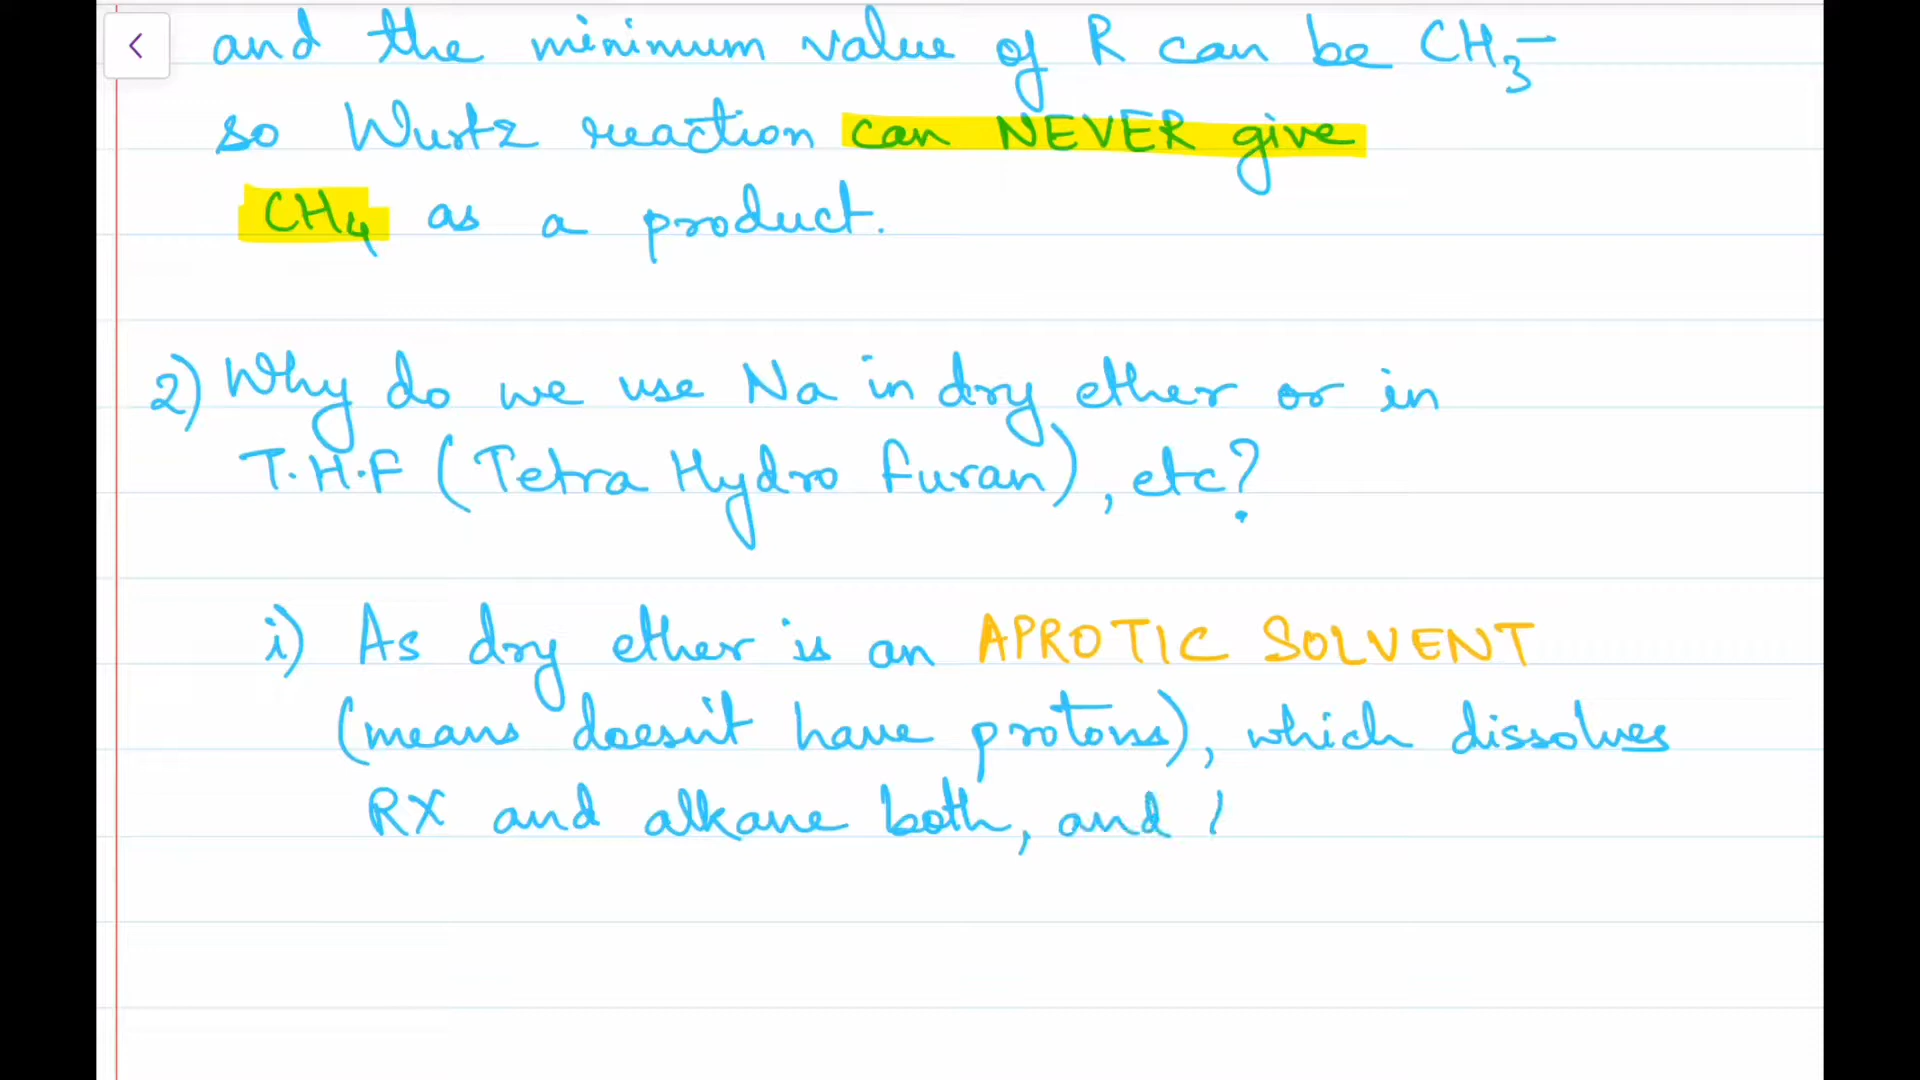 and the minimum value of R can be CH₃-
so Wurtz reaction can NEVER give
CH₄ as a product.
2) Why do we use Na in dry ether or in
T.H.F (Tetra Hydro furan), etc?
i) As dry ether is an APROTIC SOLVENT
(means doesn't have protons), which dissolves
RX and alkane both, and